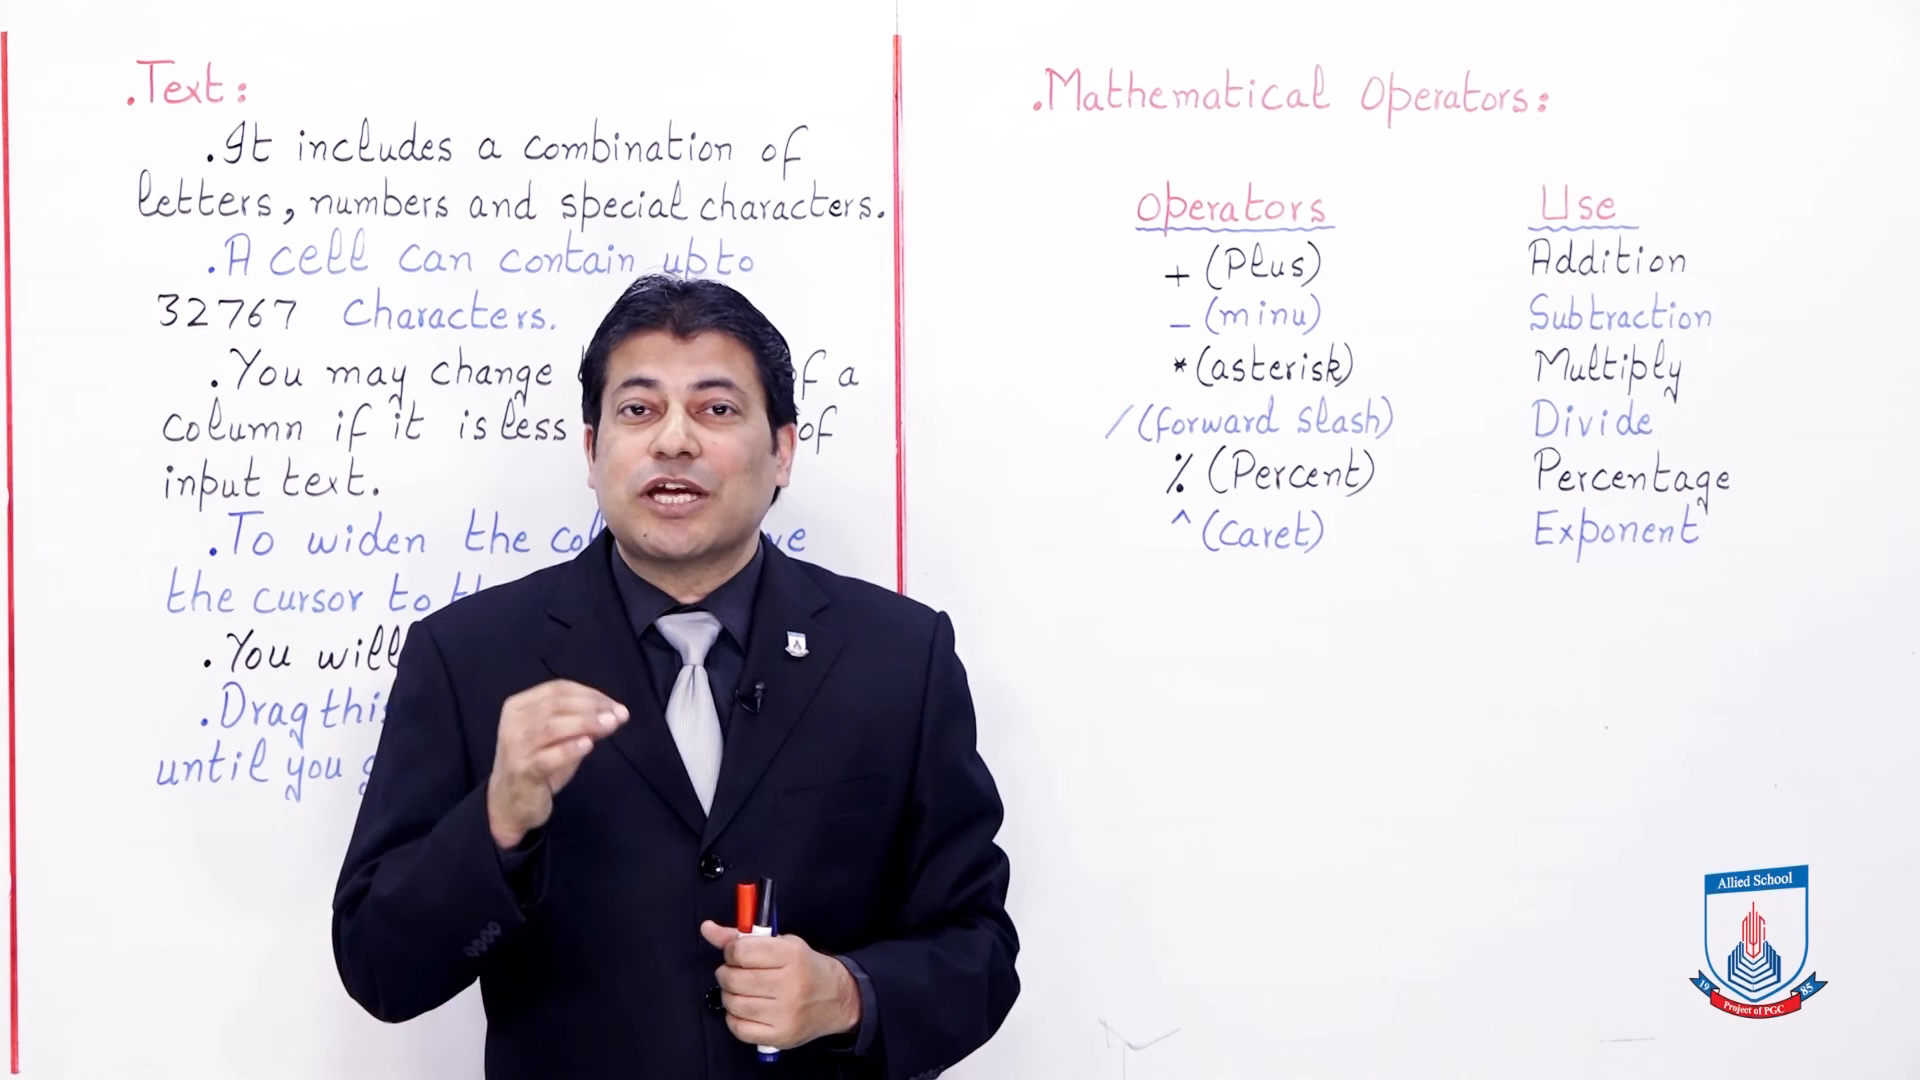 .Text:
.It includes a combination of
letters, numbers and special characters.
.A cell can contain upto
32767 Characters.
.You may change of a
column if it is less of
input text.
.To widen the
the cursor to
.You will
.Drag this
until you
.Mathematical Operators:
Operators Use
+ (Plus) Addition
- (minu) Subtraction
* (asterisk) Multiply
/ (forward slash) Divide
% (Percent) Percentage
^ (Caret) Exponent
Allied School
19 85
Project of PGC